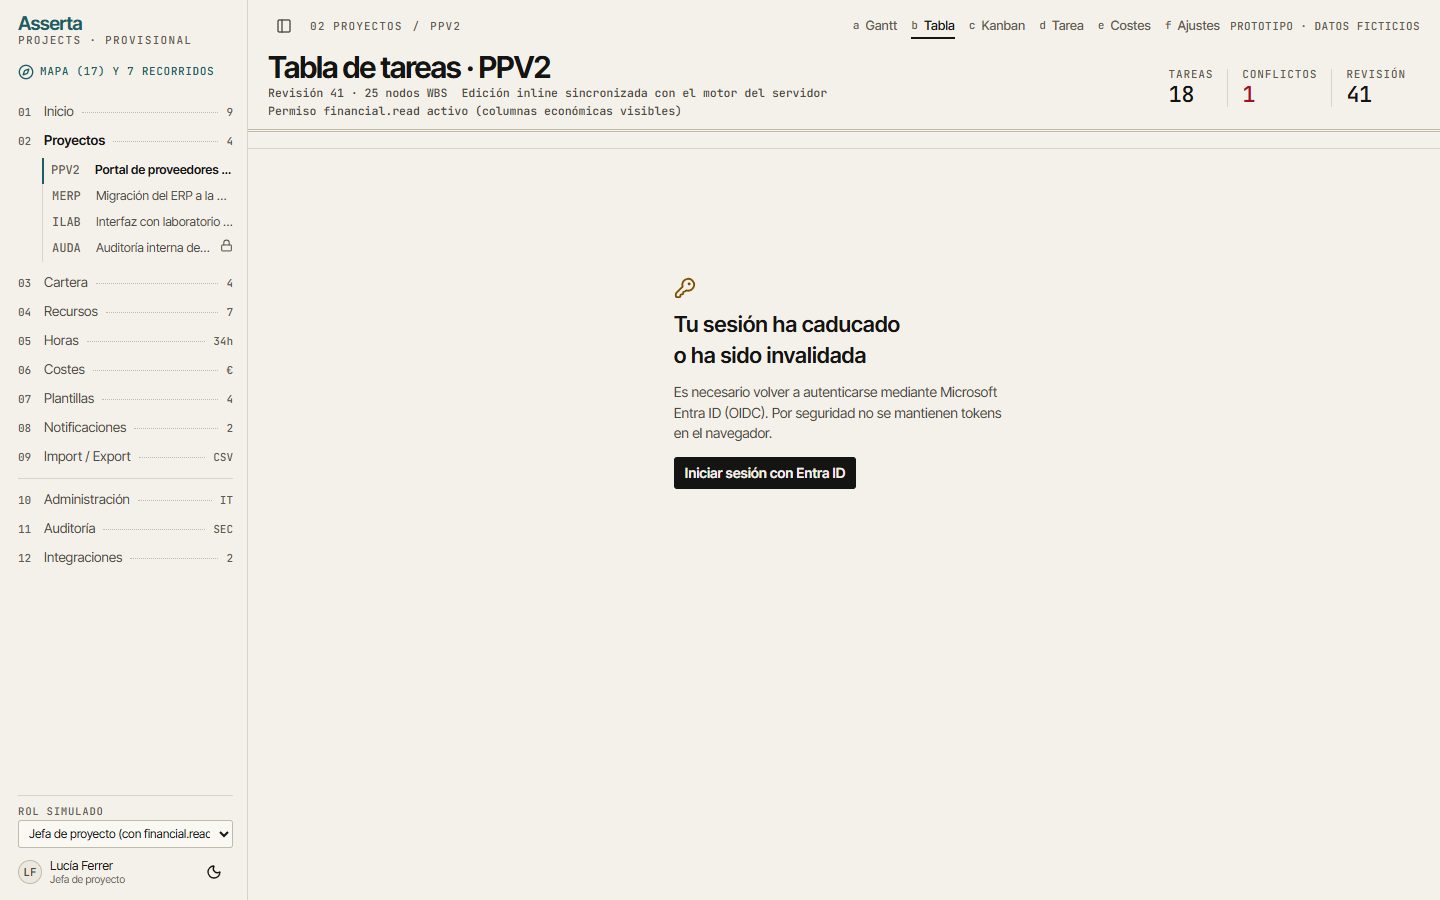 Asserta
PROJECTS · PROVISIONAL
MAPA (17) Y 7 RECORRIDOS
01 Inicio 9
02 Proyectos 4
PPV2 Portal de proveedores ...
MERP Migración del ERP a la ...
ILAB Interfaz con laboratorio ...
AUDA Auditoría interna de...
03 Cartera 4
04 Recursos 7
05 Horas 34h
06 Costes €
07 Plantillas 4
08 Notificaciones 2
09 Import / Export CSV
10 Administración IT
11 Auditoría SEC
12 Integraciones 2
ROL SIMULADO
Jefa de proyecto (con financial.read
LF Lucía Ferrer
Jefa de proyecto
02 PROYECTOS / PPV2
a Gantt b Tabla c Kanban d Tarea e Costes f Ajustes PROTOTIPO · DATOS FICTICIOS
Tabla de tareas · PPV2
Revisión 41 · 25 nodos WBS Edición inline sincronizada con el motor del servidor
Permiso financial.read activo (columnas económicas visibles)
TAREAS CONFLICTOS REVISIÓN
18 1 41
Tu sesión ha caducado
o ha sido invalidada
Es necesario volver a autenticarse mediante Microsoft
Entra ID (OIDC). Por seguridad no se mantienen tokens
en el navegador.
Iniciar sesión con Entra ID